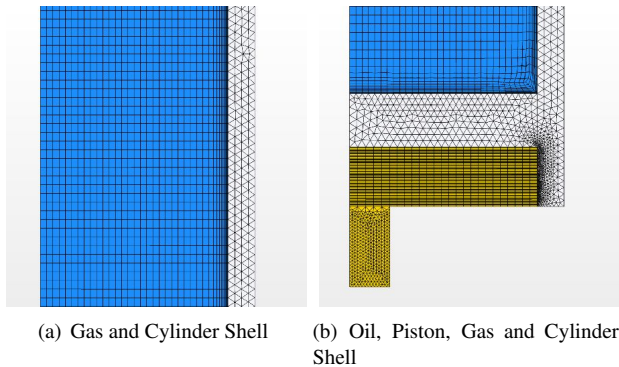 (a) Gas and Cylinder Shell
(b) Oil, Piston, Gas and Cylinder
Shell